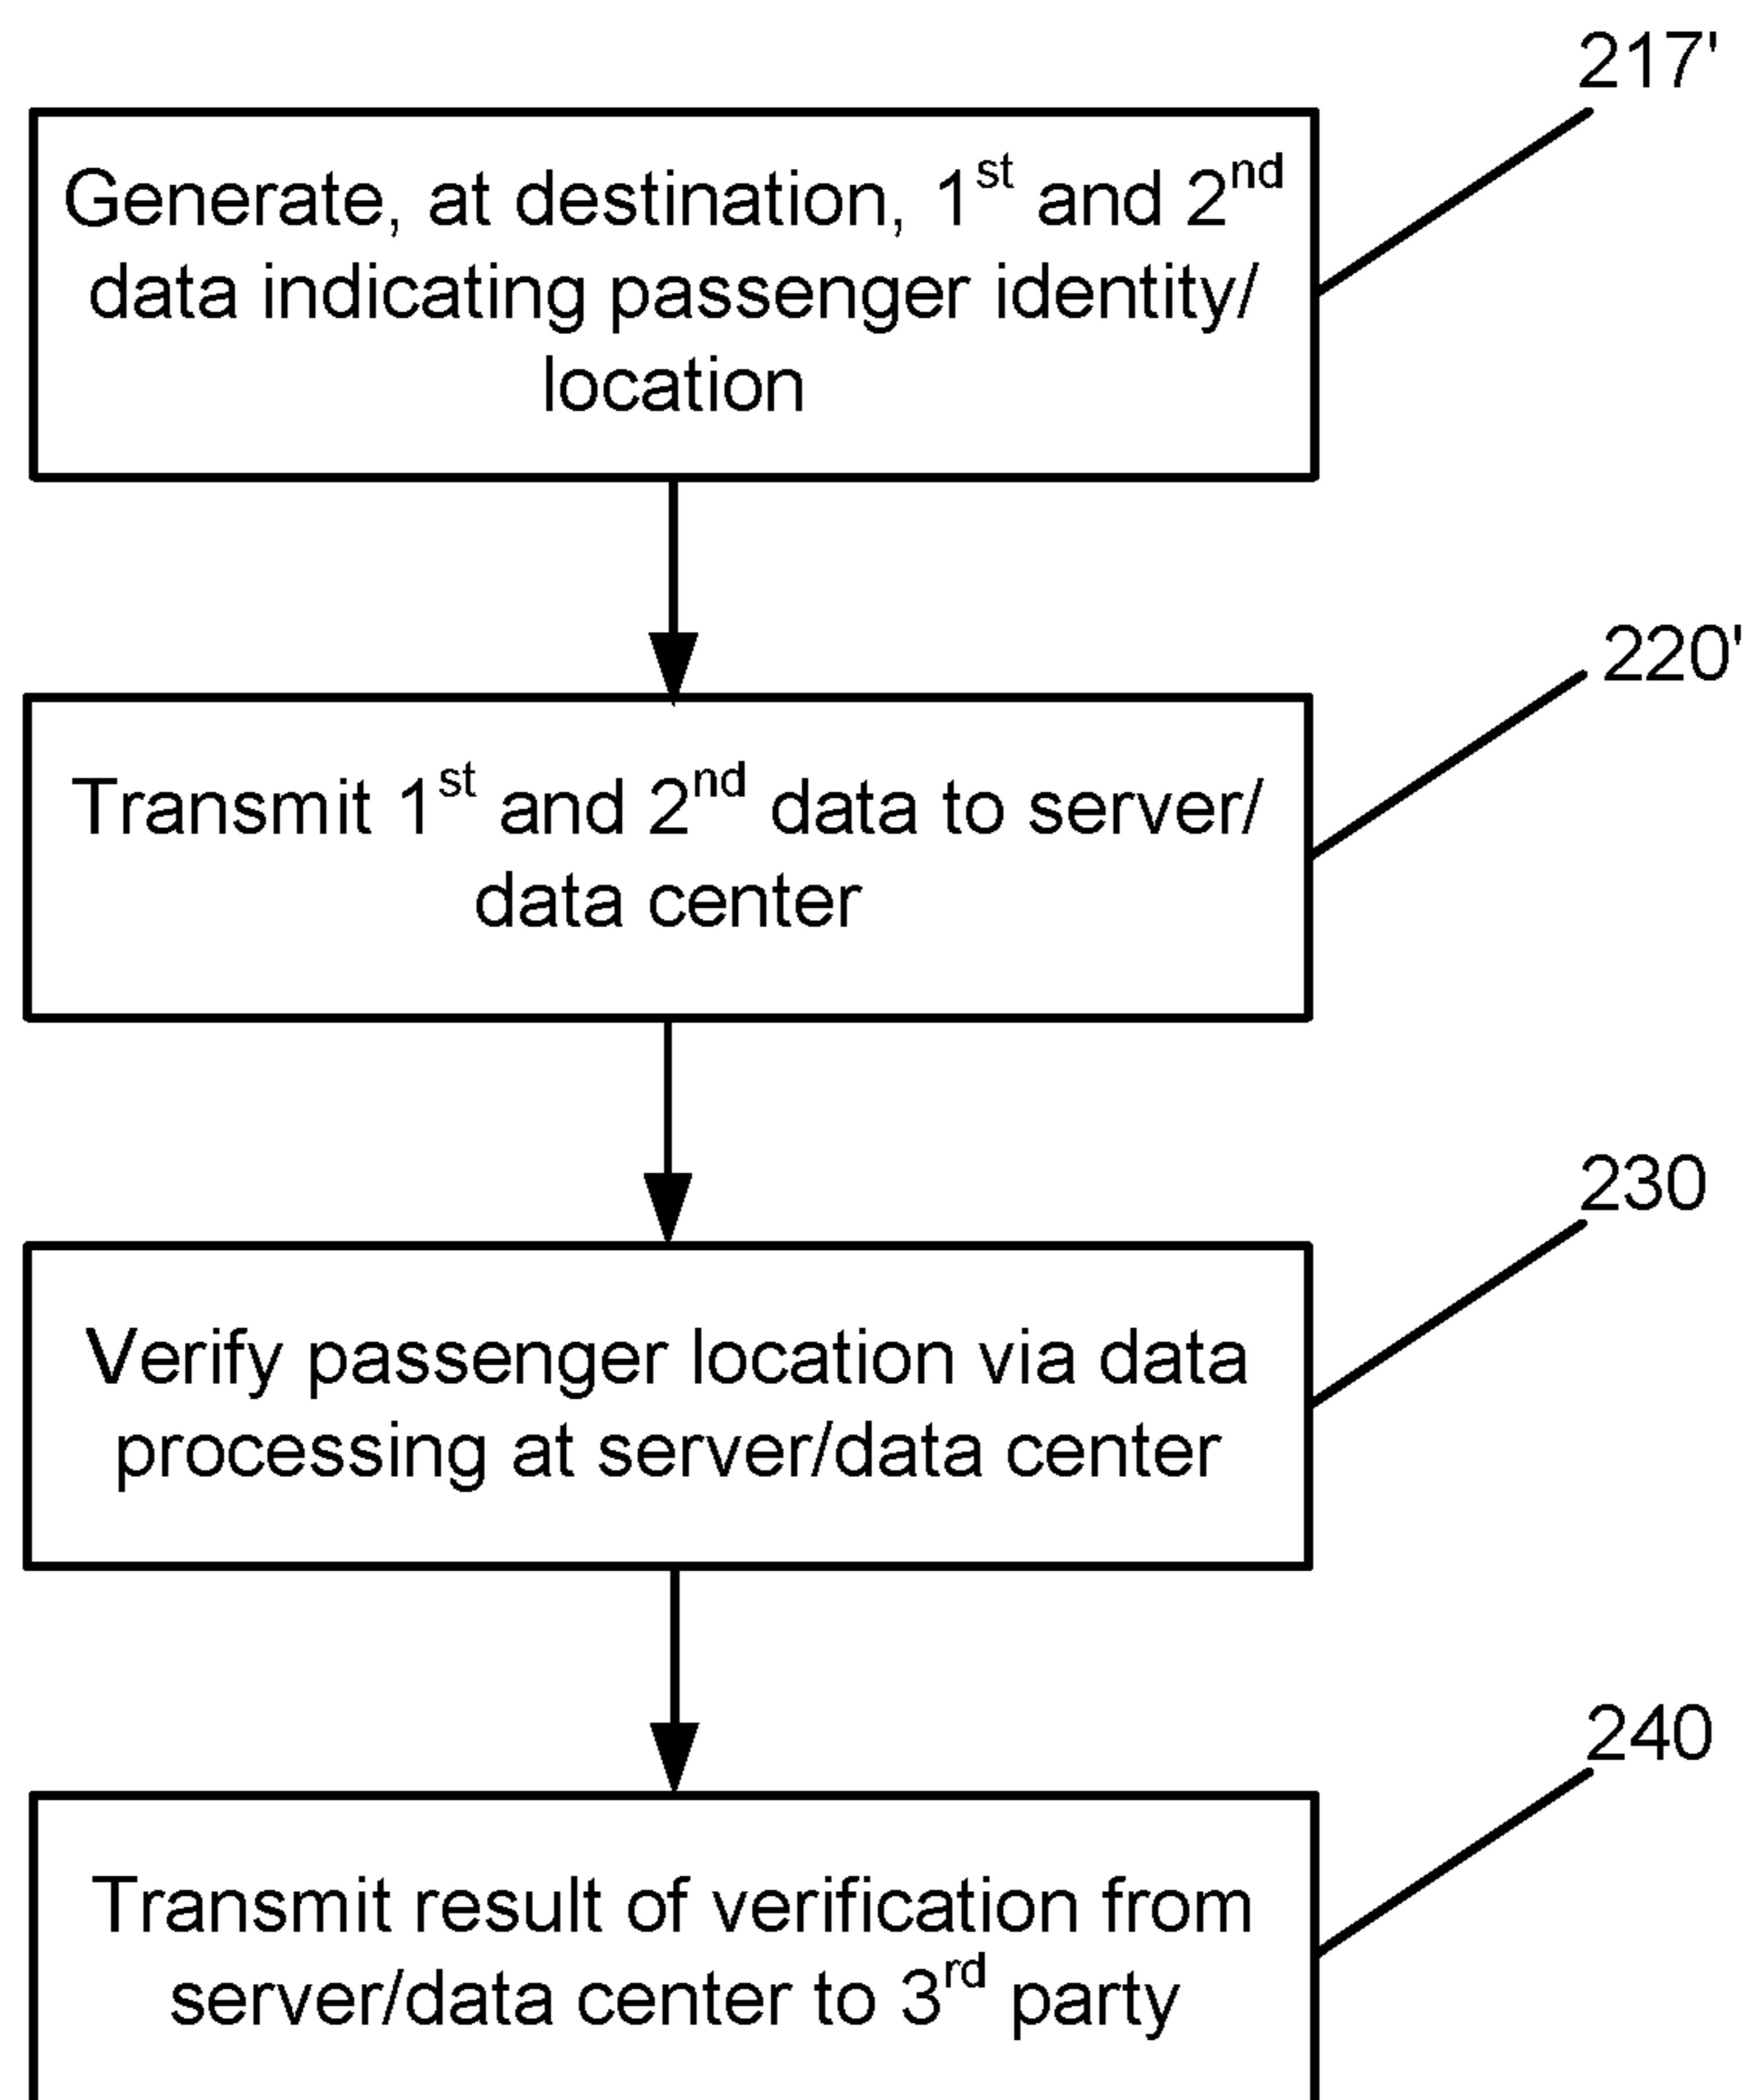 217'
Generate, at destination, 1st and 2nd
data indicating passenger identity/
location
220'
Transmit 1st and 2nd data to server/
data center
230
Verify passenger location via data
processing at server/data center
240
Transmit result of verification from
server/data center to 3rd party